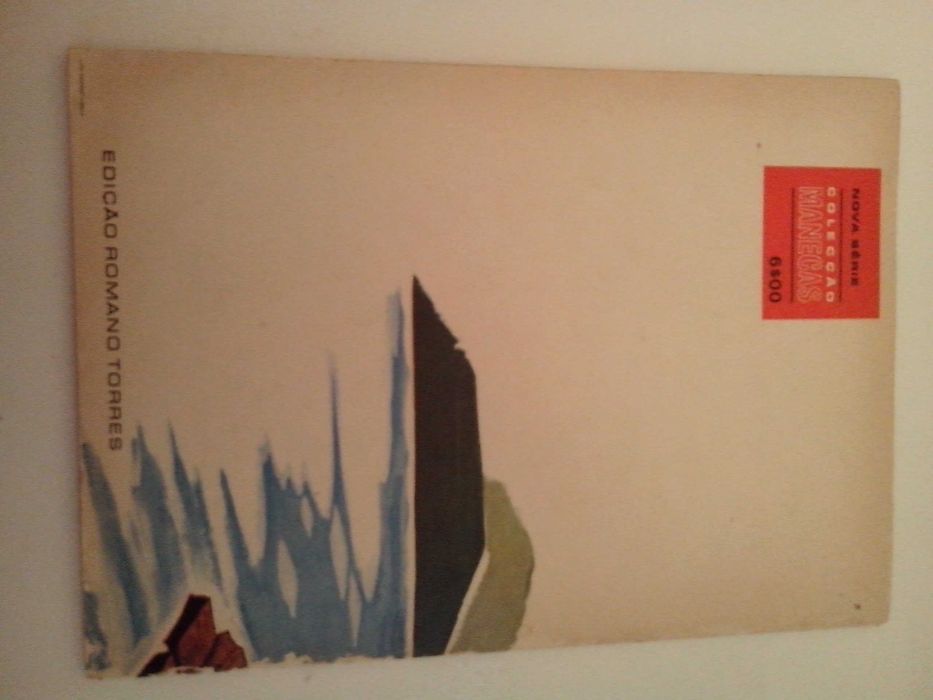 NOVA SÉRIE
COLECÇÃO
MANECAS
6$00
EDIÇÃO ROMANO TORRES